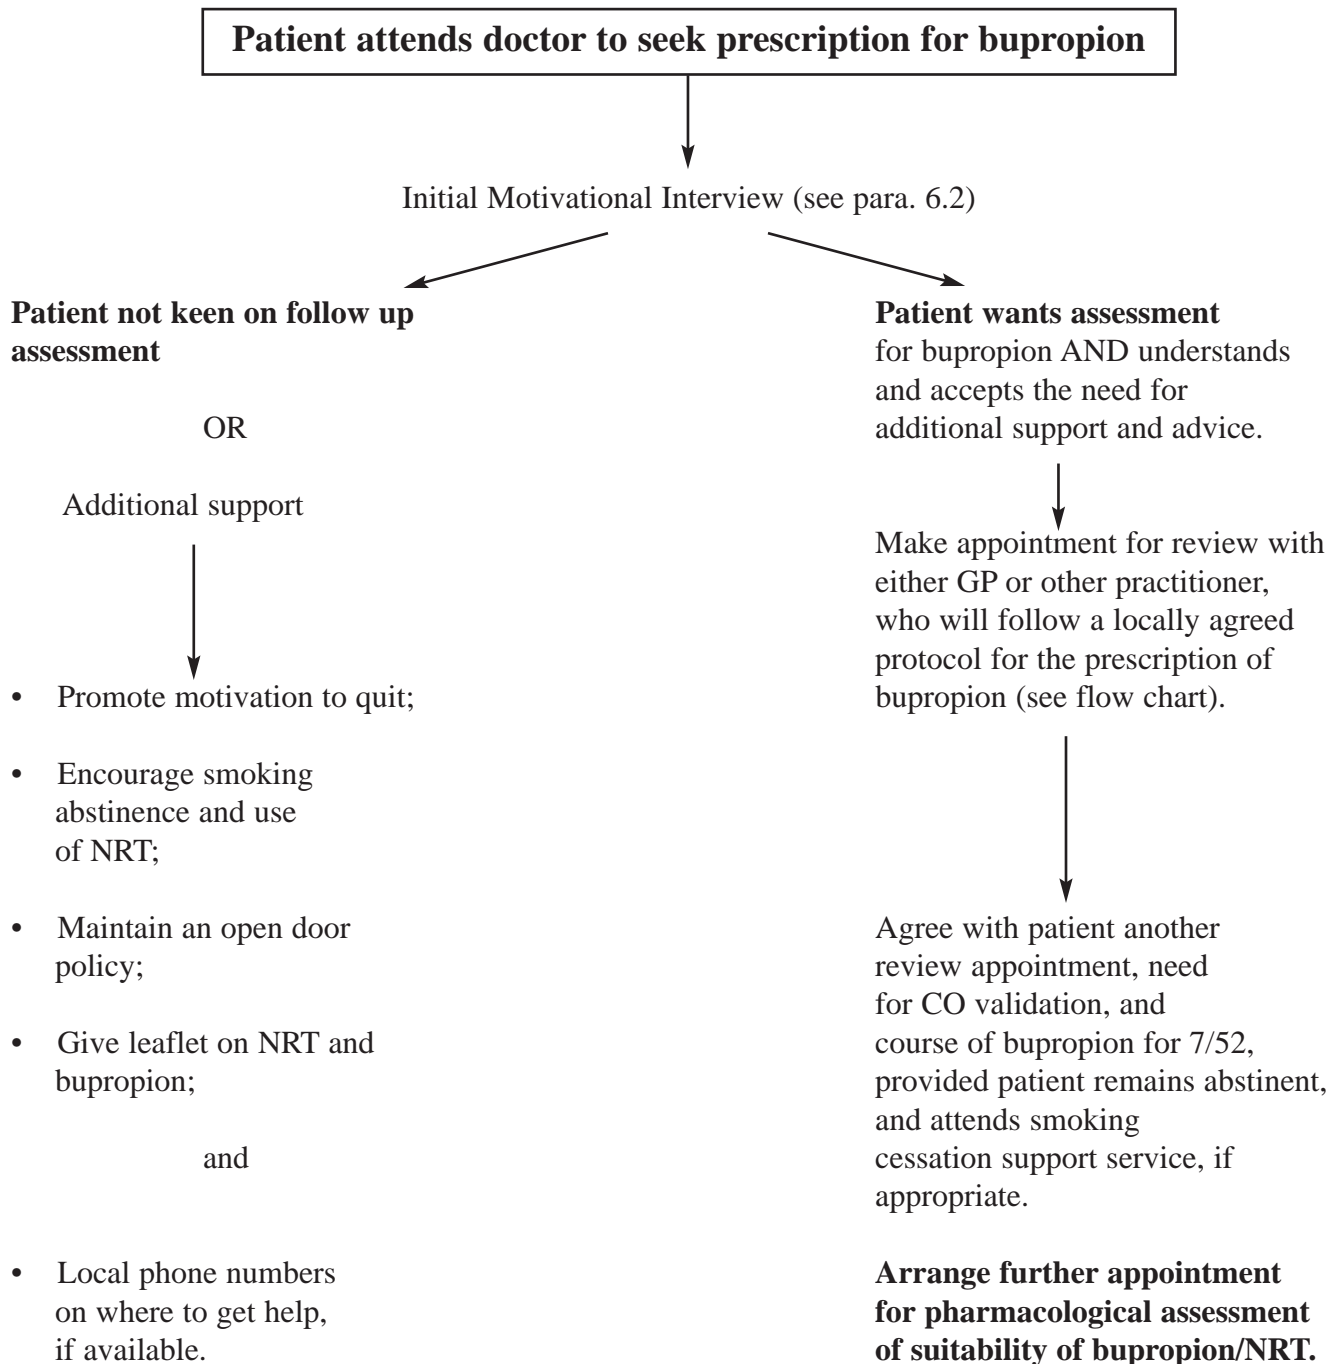 Patient attends doctor to seek prescription for bupropion
Initial Motivational Interview (see para. 6.2)
Patient not keen on follow up
assessment
OR
Additional support
• Promote motivation to quit;
• Encourage smoking
abstinence and use
of NRT;
• Maintain an open door
policy;
• Give leaflet on NRT and
bupropion;
and
• Local phone numbers
on where to get help,
if available.
Patient wants assessment
for bupropion AND understands
and accepts the need for
additional support and advice.
Make appointment for review with
either GP or other practitioner,
who will follow a locally agreed
protocol for the prescription of
bupropion (see flow chart).
Agree with patient another
review appointment, need
for CO validation, and
course of bupropion for 7/52,
provided patient remains abstinent,
and attends smoking
cessation support service, if
appropriate.
Arrange further appointment
for pharmacological assessment
of suitability of bupropion/NRT.